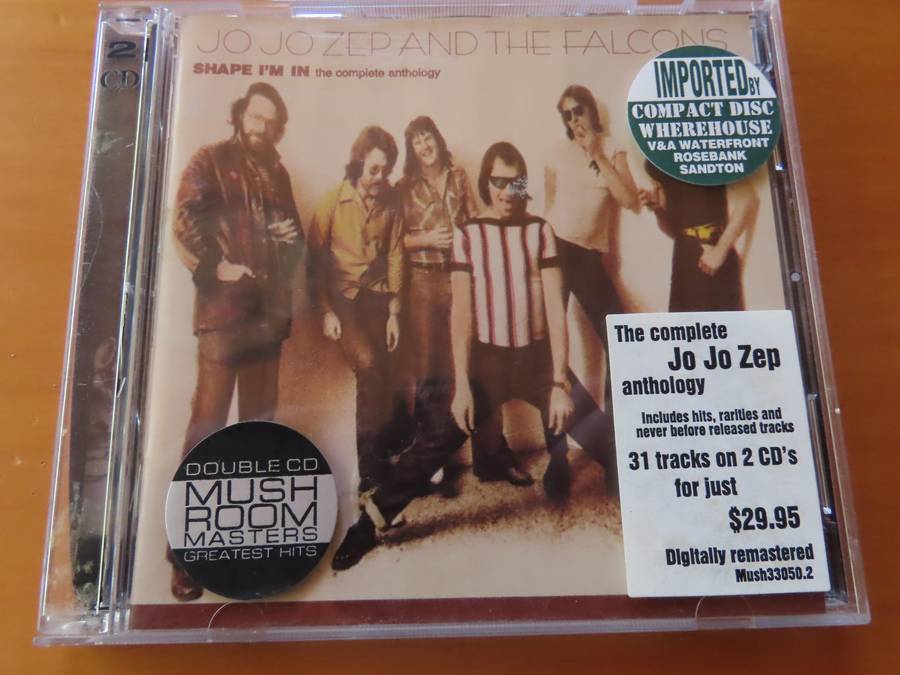 2
CD
JO JO ZEP AND THE FALCONS
SHAPE I'M IN the complete anthology
IMPORTED BY
COMPACT DISC
WHEREHOUSE
V&A WATERFRONT
ROSEBANK
SANDTON
The complete
Jo Jo Zep
anthology
includes hits, rarities and
never before released tracks
31 tracks on 2 CD's
for just
$29.95
Digitally remastered
Mush33050.2
DOUBLE CD
MUSH
ROOM
MASTERS
GREATEST HITS